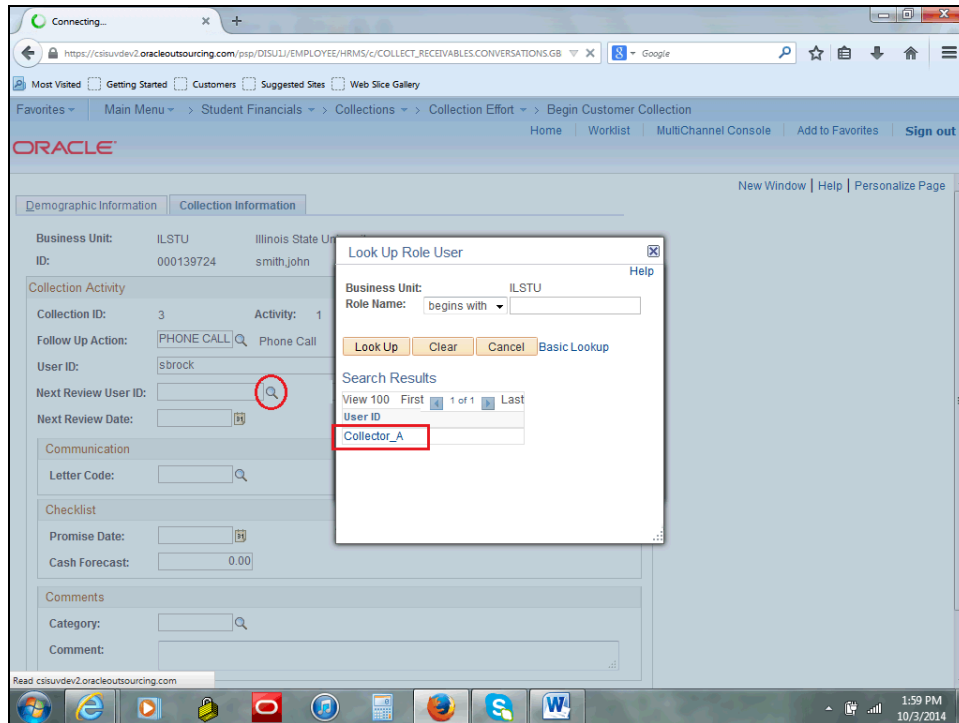 Connecting...
https://csisuvdev2.oracleoutsourcing.com/psp/DISU1J/EMPLOYEE/HRMS/c/COLLECT_RECEIVABLES.CONVERSATIONS.GB
8 Google
Most Visited Getting Started Customers Suggested Sites Web Slice Gallery
Favorites Main Menu > Student Financials > Collections > Collection Effort > Begin Customer Collection
Home Worklist MultiChannel Console Add to Favorites Sign out
ORACLE
New Window | Help | Personalize Page
Demographic Information Collection Information
Business Unit: ILSTU Illinois State Un
ID: 000139724 smith,john
Collection Activity
Collection ID: 3 Activity: 1
Follow Up Action: PHONE CALL Phone Call
User ID: sbrock
Next Review User ID:
Next Review Date:
Communication
Letter Code:
Checklist
Promise Date:
Cash Forecast: 0.00
Comments
Category:
Comment:
Look Up Role User
Help
Business Unit: ILSTU
Role Name: begins with
Look Up Clear Cancel Basic Lookup
Search Results
View 100 First 1 of 1 Last
User ID
Collector_A
Read csisuvdev2.oracleoutsourcing.com
1:59 PM
10/3/2014